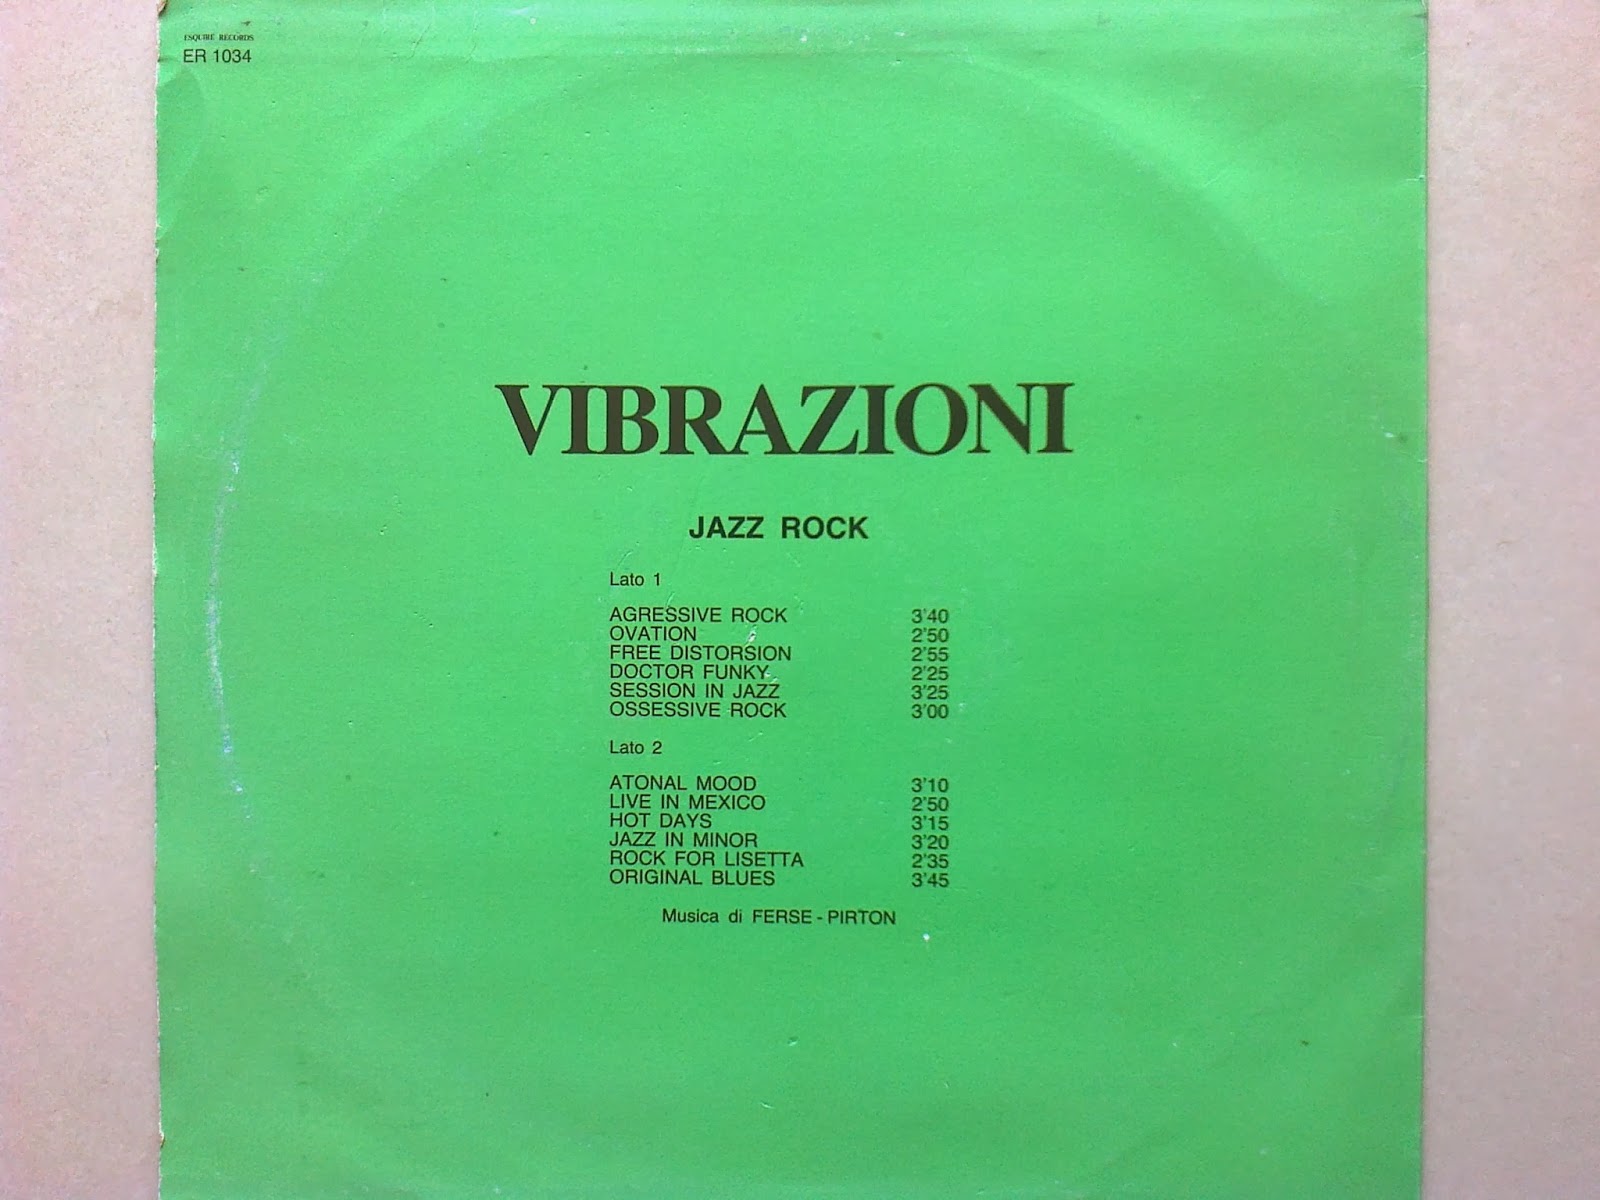 ESQUIRE RECORDS
ER 1034
VIBRAZIONI
JAZZ ROCK
Lato 1
AGRESSIVE ROCK 3'40
OVATION 2'50
FREE DISTORSION 2'55
DOCTOR FUNKY 2'25
SESSION IN JAZZ 3'25
OSSESSIVE ROCK 3'00
Lato 2
ATONAL MOOD 3'10
LIVE IN MEXICO 2'50
HOT DAYS 3'15
JAZZ IN MINOR 3'20
ROCK FOR LISETTA 2'35
ORIGINAL BLUES 3'45
Musica di FERSE - PIRTON